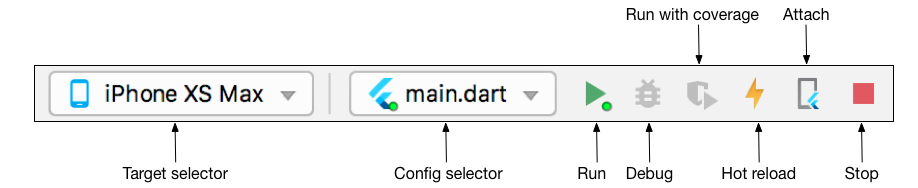 Run with coverage Attach
iPhone XS Max main.dart
Target selector Config selector Run Debug Hot reload Stop